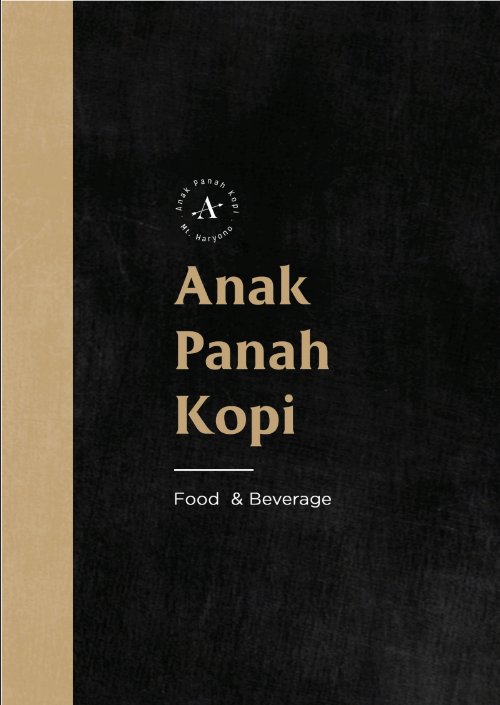 Anak Panah Kopi
Mt. Haryono
A
Anak
Panah
Kopi
Food & Beverage